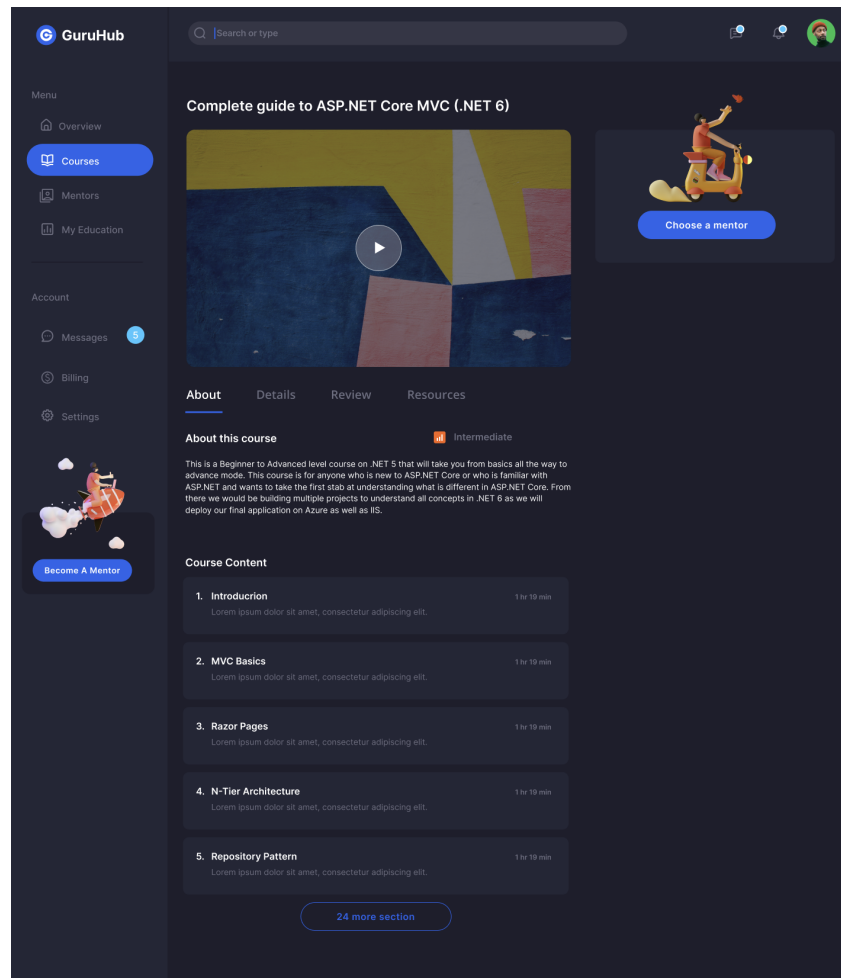 GuruHub
Search or type
Menu
Overview
Courses
Mentors
My Education
Account
Messages
5
Billing
Settings
Become A Mentor
Complete guide to ASP.NET Core MVC (.NET 6)
Choose a mentor
About
Details
Review
Resources
About this course
Intermediate
This is a Beginner to Advanced level course on .NET 5 that will take you from basics all the way to
advance mode. This course is for anyone who is new to ASP.NET Core or who is familiar with
ASP.NET and wants to take the first stab at understanding what is different in ASP.NET Core. From
there we would be building multiple projects to understand all concepts in .NET 6 as we will
deploy our final application on Azure as well as IIS.
Course Content
1. Introducrion
1 hr 19 min
Lorem ipsum dolor sit amet, consectetur adipiscing elit.
2. MVC Basics
1 hr 19 min
Lorem ipsum dolor sit amet, consectetur adipiscing elit.
3. Razor Pages
1 hr 19 min
Lorem ipsum dolor sit amet, consectetur adipiscing elit.
4. N-Tier Architecture
1 hr 19 min
Lorem ipsum dolor sit amet, consectetur adipiscing elit.
5. Repository Pattern
1 hr 19 min
Lorem ipsum dolor sit amet, consectetur adipiscing elit.
24 more section